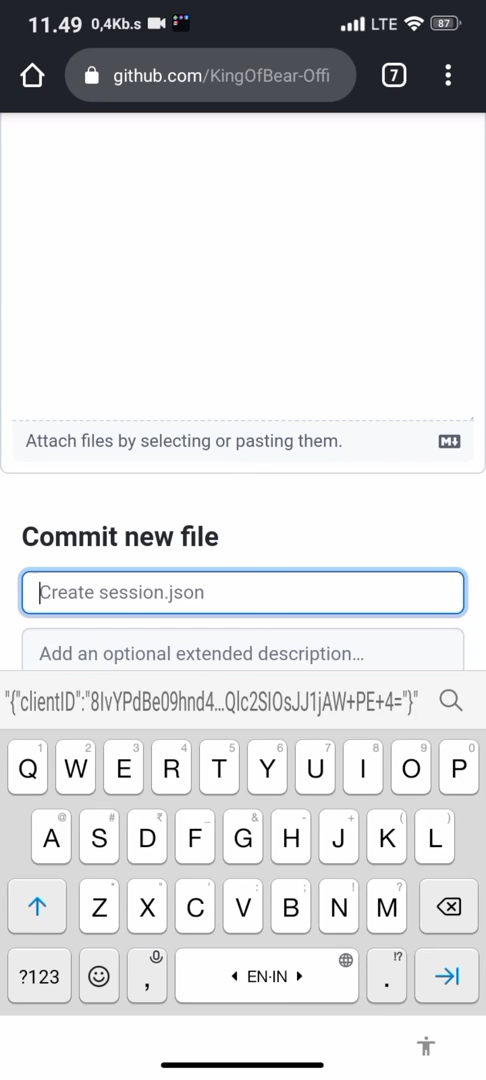 11.49 0,4Kb.s LTE 87
github.com/KingOfBear-Offi 7
Attach files by selecting or pasting them.
Commit new file
Create session.json
Add an optional extended description...
"{"clientID":"8IvYPdBe09hnd4...Qlc2SIOsJJ1jAW+PE+4="}"
1 2 3 4 5 6 7 8 9 0
Q W E R T Y U I O P
@ # ₹ _ & - + ( )
A S D F G H J K L
* " ' : ; ! ?
Z X C V B N M
!?
?123 , EN-IN .